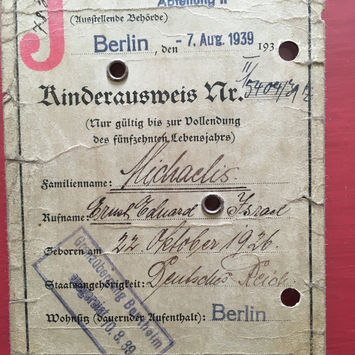 Abteilung II
J
(Ausstellende Behörde)
Berlin, den - 7. Aug. 1939 193
Kinderausweis Nr.
(Nur gültig bis zur Vollendung
des fünfzehnten Lebensjahrs)
Familienname: Michaelis.
Rufname: Ernst Eduard Israel
Geboren am 22. Oktober 1926.
Staatsangehörigkeit: Deutsches Reich
Wohnsitz (dauernder Aufenthalt): Berlin